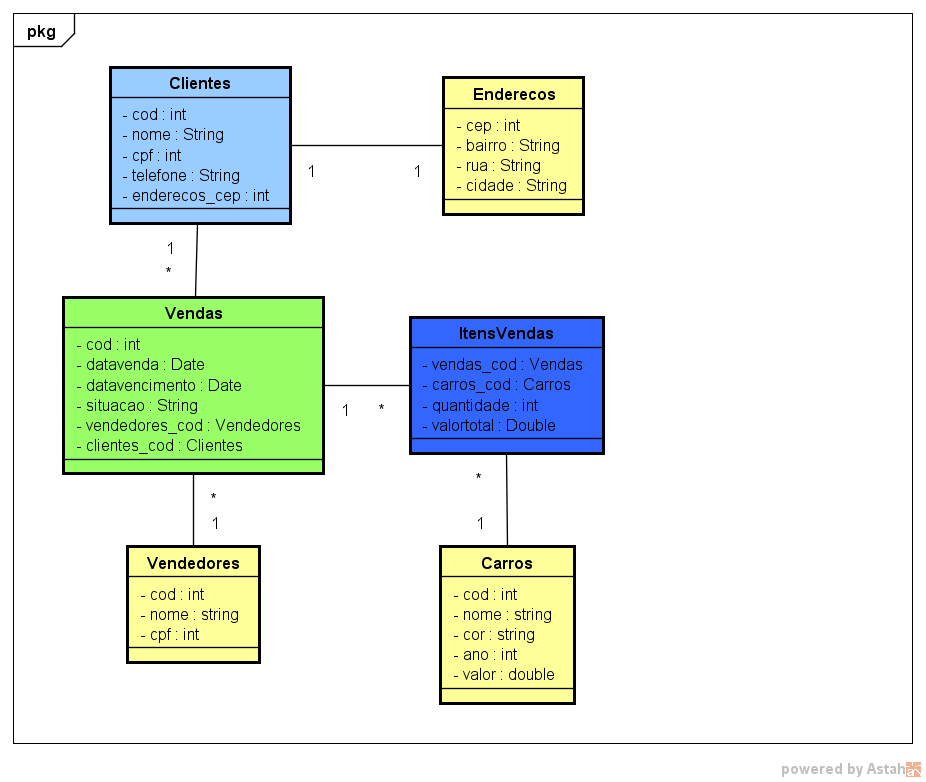 pkg
Clientes
- cod : int
- nome : String
- cpf : int
- telefone : String
- enderecos_cep : int
Enderecos
- cep : int
- bairro : String
- rua : String
- cidade : String
1
1
1
*
Vendas
- cod : int
- datavenda : Date
- datavencimento : Date
- situacao : String
- vendedores_cod : Vendedores
- clientes_cod : Clientes
ItensVendas
- vendas_cod : Vendas
- carros_cod : Carros
- quantidade : int
- valortotal : Double
1
*
*
1
*
1
Vendedores
- cod : int
- nome : string
- cpf : int
Carros
- cod : int
- nome : string
- cor : string
- ano : int
- valor : double
powered by Astah